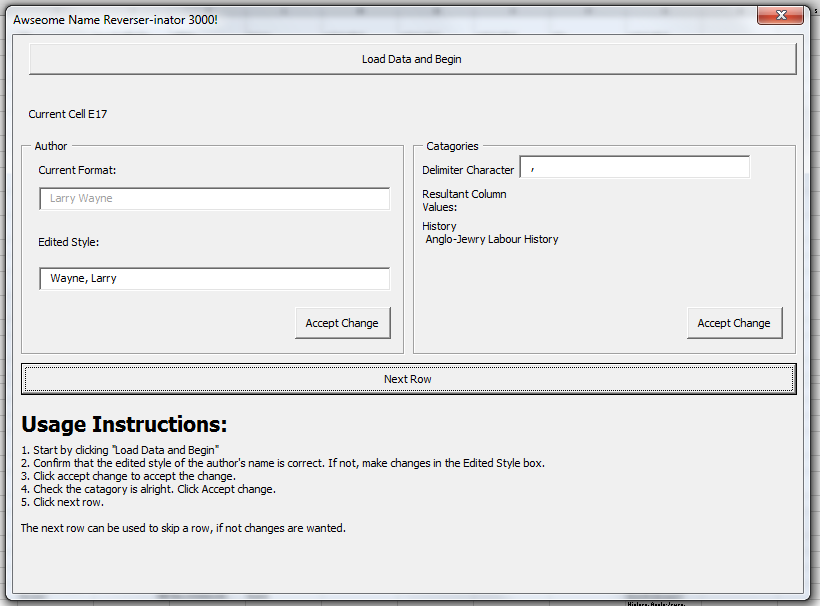 Awseome Name Reverser-inator 3000!
Load Data and Begin
Current Cell E17
Author
Current Format:
Larry Wayne
Edited Style:
Wayne, Larry
Accept Change
Catagories
Delimiter Character ,
Resultant Column
Values:
History
Anglo-Jewry Labour History
Accept Change
Next Row
Usage Instructions:
1. Start by clicking "Load Data and Begin"
2. Confirm that the edited style of the author's name is correct. If not, make changes in the Edited Style box.
3. Click accept change to accept the change.
4. Check the catagory is alright. Click Accept change.
5. Click next row.
The next row can be used to skip a row, if not changes are wanted.